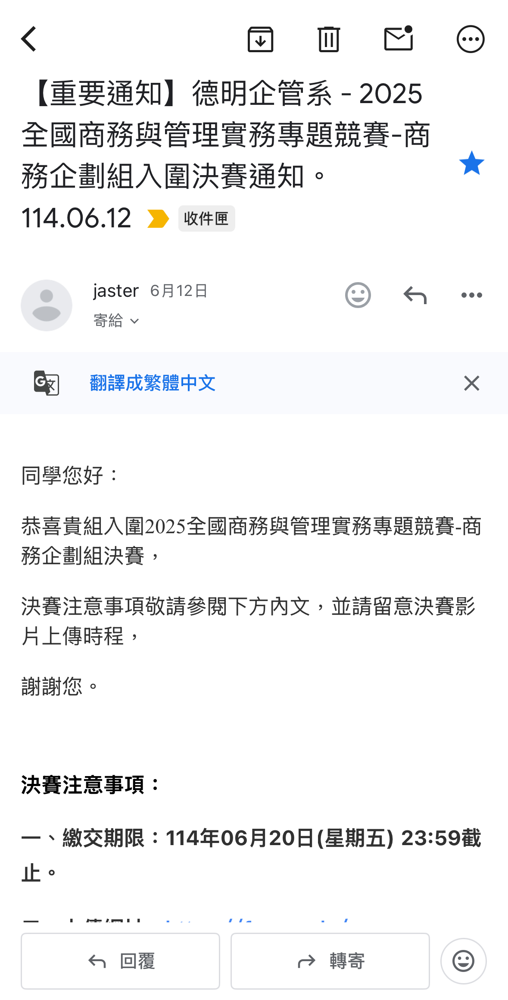 【重要通知】德明企管系 - 2025
全國商務與管理實務專題競賽-商
務企劃組入圍決賽通知。
114.06.12 收件匣
jaster 6月12日
寄給
翻譯成繁體中文
同學您好：
恭喜貴組入圍2025全國商務與管理實務專題競賽-商
務企劃組決賽，
決賽注意事項敬請參閱下方內文，並請留意決賽影
片上傳時程，
謝謝您。
決賽注意事項：
一、繳交期限：114年06月20日(星期五) 23:59截
止。
回覆
轉寄